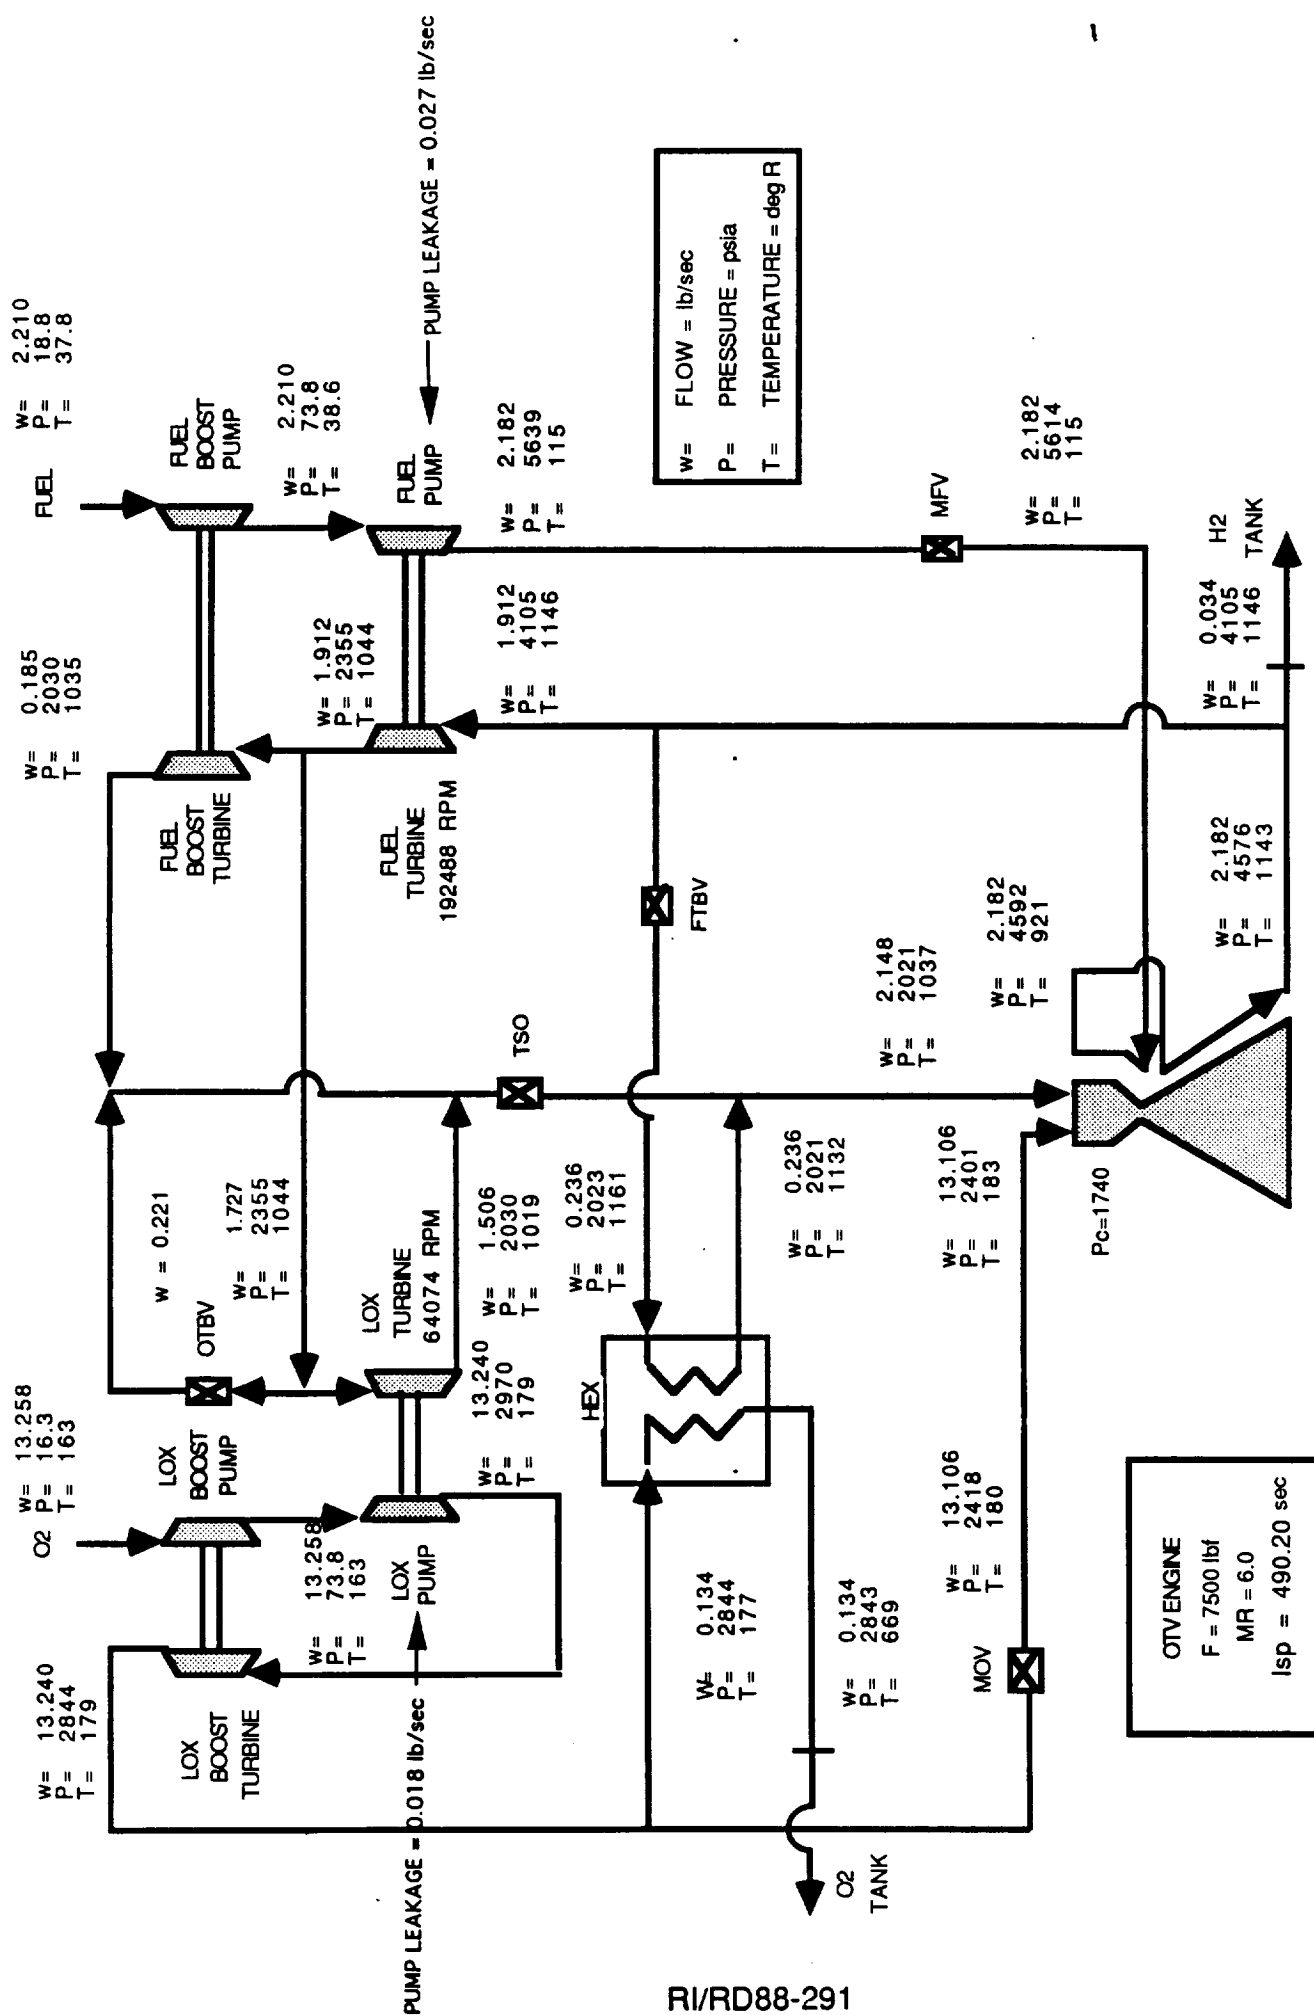 O2
W= 13.258
P= 16.3
T= 163
FUEL
W= 2.210
P= 18.8
T= 37.8
W= 13.240
P= 2844
T= 179
LOX
BOOST
TURBINE
LOX
BOOST
PUMP
OTBV
w = 0.221
W= 0.185
P= 2030
T= 1035
FUEL
BOOST
TURBINE
FUEL
BOOST
PUMP
W= 13.258
P= 73.8
T= 163
W= 1.727
P= 2355
T= 1044
W= 1.912
P= 2355
T= 1044
W= 2.210
P= 73.8
T= 38.6
PUMP LEAKAGE = 0.018 lb/sec
LOX
PUMP
LOX
TURBINE
64074 RPM
FUEL
TURBINE
192488 RPM
FUEL
PUMP
PUMP LEAKAGE = 0.027 lb/sec
W= 13.240
P= 2970
T= 179
W= 1.506
P= 2030
T= 1019
TSO
W= 1.912
P= 4105
T= 1146
W= 2.182
P= 5639
T= 115
HEX
W= 0.236
P= 2023
T= 1161
FTBV
W= 0.134
P= 2844
T= 177
W= 0.236
P= 2021
T= 1132
W= FLOW = lb/sec
P= PRESSURE = psia
T= TEMPERATURE = deg R
W= 0.134
P= 2843
T= 669
O2
TANK
W= 2.148
P= 2021
T= 1037
MFV
W= 13.106
P= 2418
T= 180
MOV
W= 13.106
P= 2401
T= 183
W= 2.182
P= 4592
T= 921
W= 2.182
P= 5614
T= 115
Pc=1740
W= 2.182
P= 4576
T= 1143
W= 0.034
P= 4105
T= 1146
H2
TANK
OTV ENGINE
F = 7500 lbf
MR = 6.0
Isp = 490.20 sec
RI/RD88-291